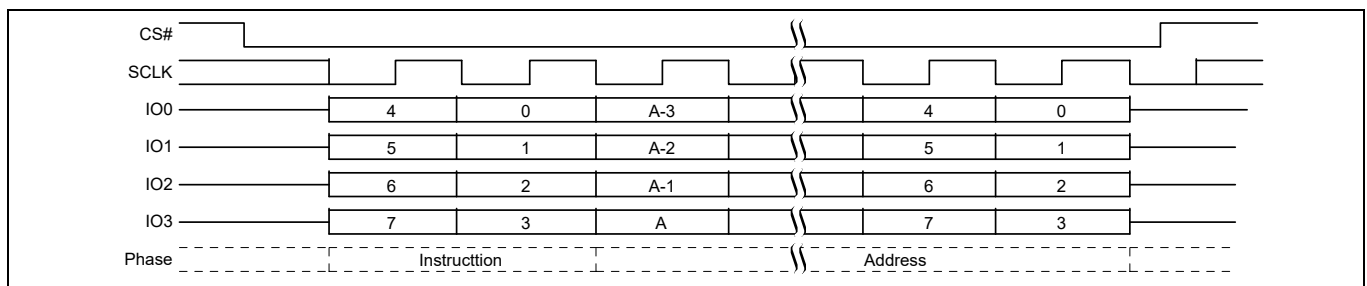 CS#
SCLK
IO0 4 0 A-3 4 0
IO1 5 1 A-2 5 1
IO2 6 2 A-1 6 2
IO3 7 3 A 7 3
Phase Instructtion Address